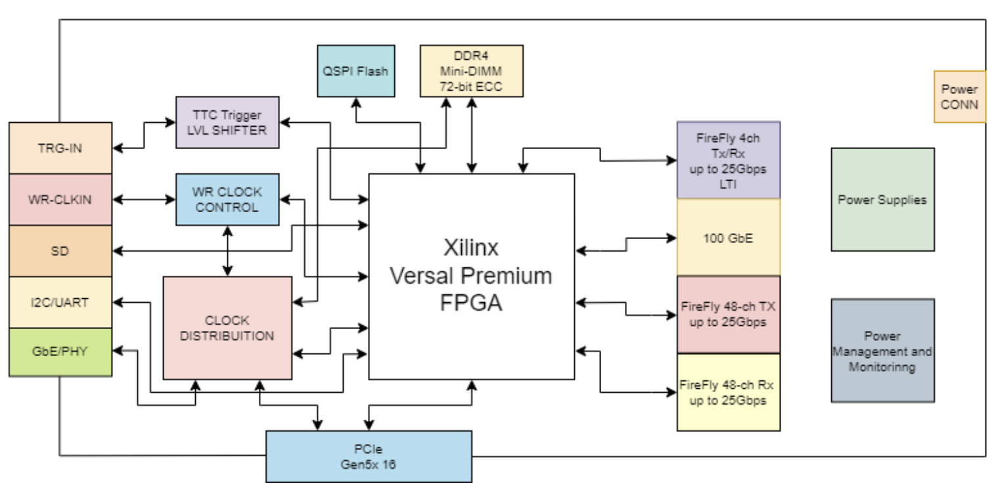 QSPI Flash
DDR4
Mini-DIMM
72-bit ECC
Power
CONN
TTC Trigger
LVL SHIFTER
TRG-IN
WR-CLKIN
SD
I2C/UART
GbE/PHY
WR CLOCK
CONTROL
CLOCK
DISTRIBUITION
Xilinx
Versal Premium
FPGA
PCIe
Gen5x 16
FireFly 4ch
Tx/Rx
up to 25Gbps
LTI
100 GbE
FireFly 48-ch TX
up to 25Gbps
FireFly 48-ch Rx
up to 25Gbps
Power Supplies
Power
Management and
Monitorinng